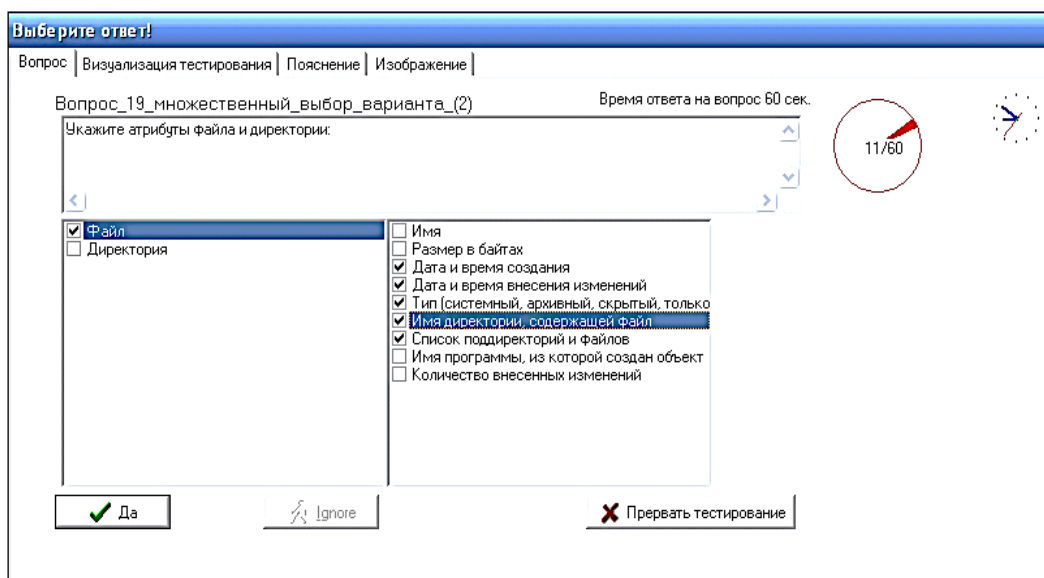 Выберите ответ!
Вопрос Визуализация тестирования Пояснение Изображение
Вопрос_19_множественный_выбор_варианта_(2)
Время ответа на вопрос 60 сек.
Укажите атрибуты файла и директории:
11/60
Файл
Директория
Имя
Размер в байтах
Дата и время создания
Дата и время внесения изменений
Тип (системный, архивный, скрытый, только
Имя директории, содержащей файл
Список поддиректорий и файлов
Имя программы, из которой создан объект
Количество внесенных изменений
Да
Ignore
Прервать тестирование